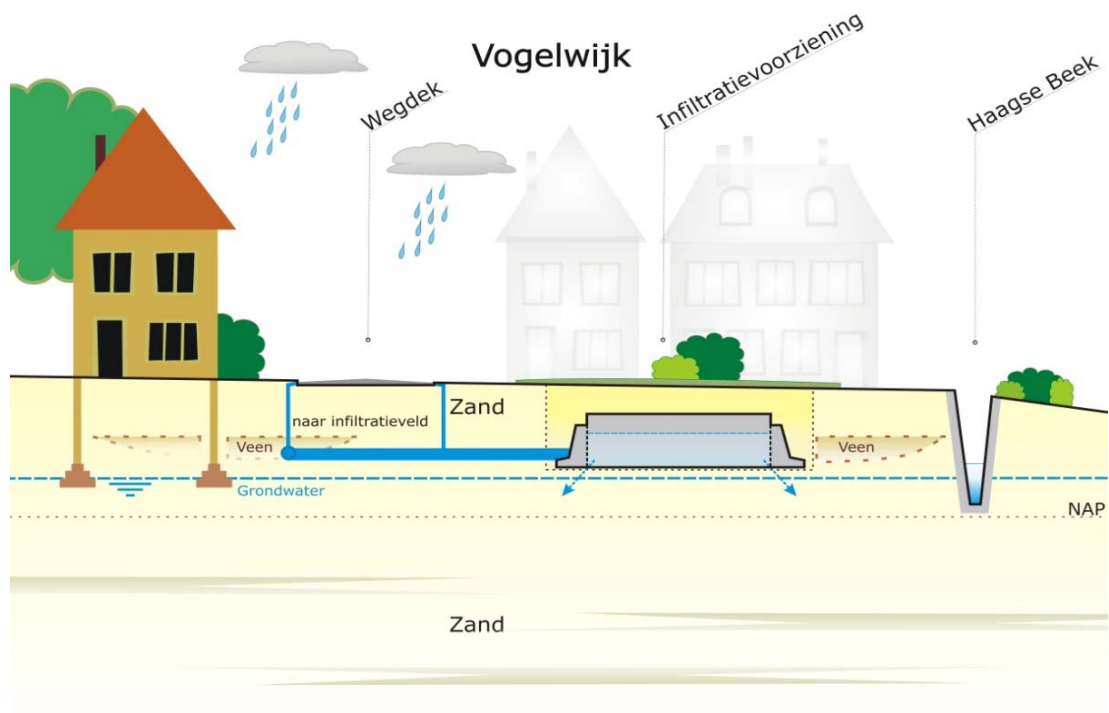 Vogelwijk
Wegdek
Infiltratievoorziening
Haagse Beek
Zand
naar infiltratieveld
Veen
Veen
Grondwater
NAP
Zand